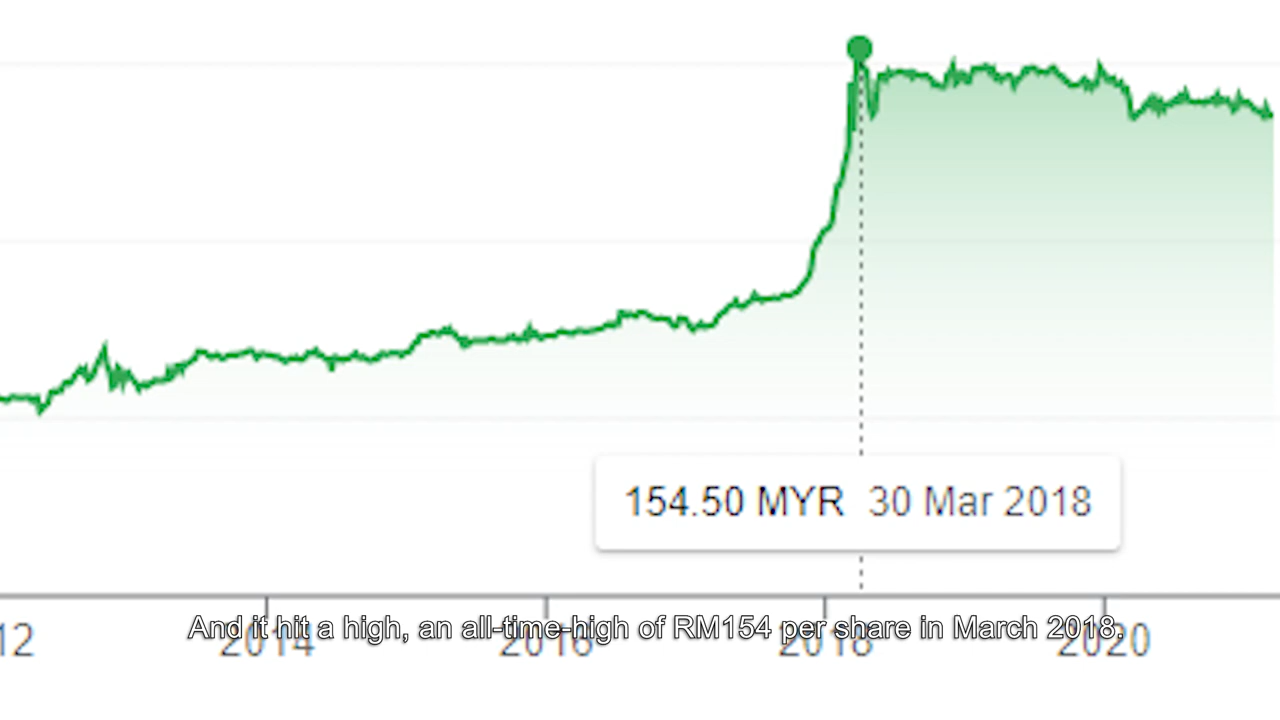 154.50 MYR 30 Mar 2018
12 2014 2016 2018 2020
And it hit a high, an all-time-high of RM154 per share in March 2018.